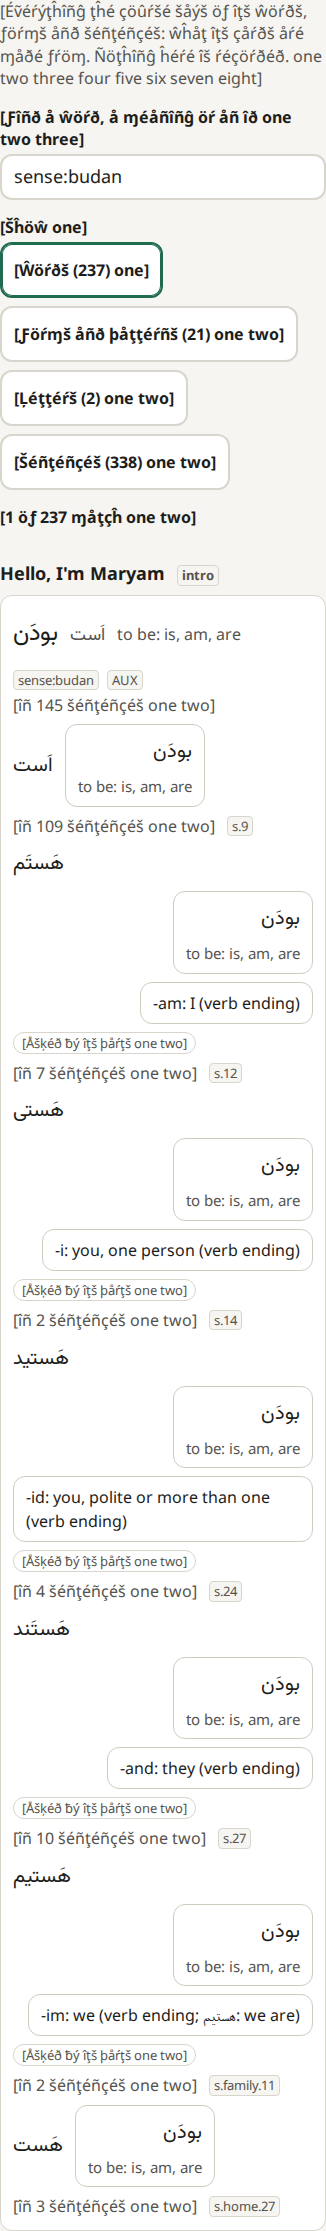 [Éṽéŕýţĥîñĝ ţĥé çöûŕšé šåýš öƒ îţš ŵöŕðš,
ƒöŕɱš åñð šéñţéñçéš: ŵĥåţ îţ çåŕðš åŕé
ɱåðé ƒŕöɱ. Ñöţĥîñĝ ĥéŕé îš ŕéçöŕðéð. one
two three four five six seven eight]
[Ƒîñð å ŵöŕð, å ɱéåñîñĝ öŕ åñ îð one
two three]
sense:budan
[Šĥöŵ one]
[Ŵöŕðš (237) one]
[Ƒöŕɱš åñð þåţţéŕñš (21) one two]
[Ļéţţéŕš (2) one two]
[Šéñţéñçéš (338) one two]
[1 öƒ 237 ɱåţçĥ one two]
Hello, I'm Maryam intro
بودَن اَست to be: is, am, are
sense:budan AUX
[îñ 145 šéñţéñçéš one two]
اَست بودَن
to be: is, am, are
[îñ 109 šéñţéñçéš one two] s.9
هَستَم
بودَن
to be: is, am, are
-am: I (verb ending)
[Åšķéð ƀý îţš þåŕţš one two]
[îñ 7 šéñţéñçéš one two] s.12
هَستی
بودَن
to be: is, am, are
-i: you, one person (verb ending)
[Åšķéð ƀý îţš þåŕţš one two]
[îñ 2 šéñţéñçéš one two] s.14
هَستید
بودَن
to be: is, am, are
-id: you, polite or more than one
(verb ending)
[Åšķéð ƀý îţš þåŕţš one two]
[îñ 4 šéñţéñçéš one two] s.24
هَستَند
بودَن
to be: is, am, are
-and: they (verb ending)
[Åšķéð ƀý îţš þåŕţš one two]
[îñ 10 šéñţéñçéš one two] s.27
هَستیم
بودَن
to be: is, am, are
-im: we (verb ending; هستیم: we are)
[Åšķéð ƀý îţš þåŕţš one two]
[îñ 2 šéñţéñçéš one two] s.family.11
هَست بودَن
to be: is, am, are
[îñ 3 šéñţéñçéš one two] s.home.27